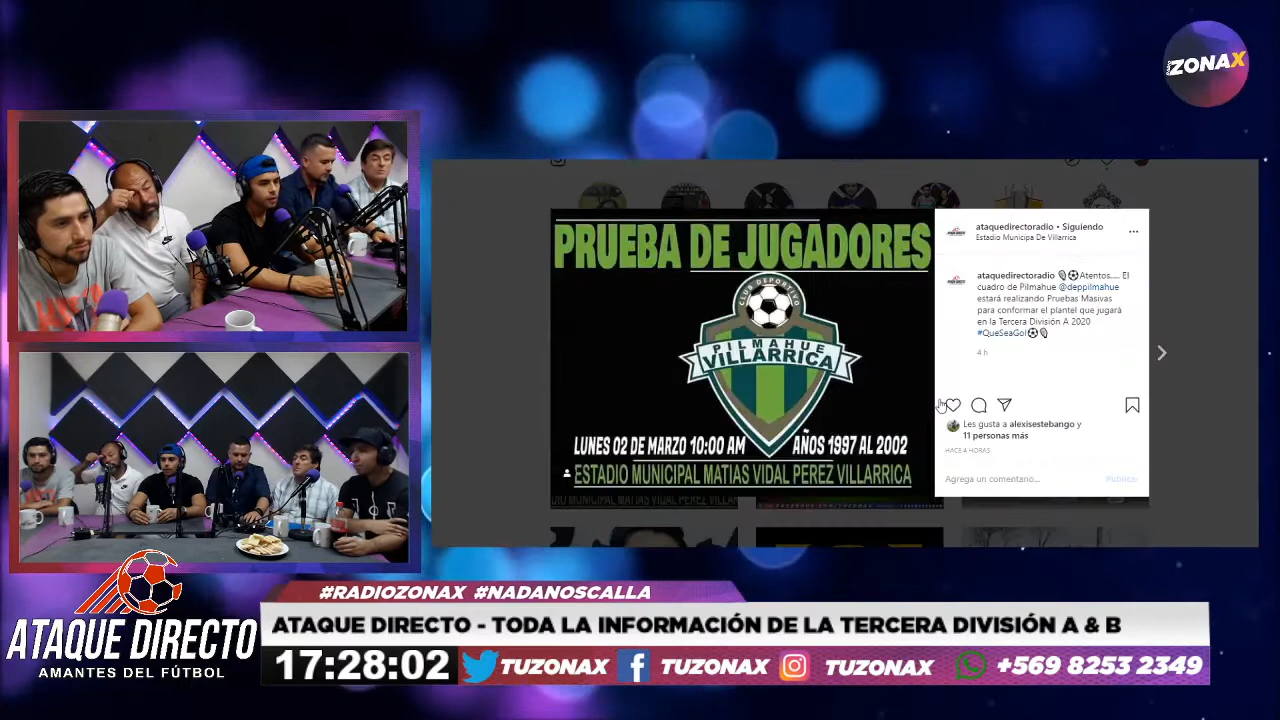 ZONAX
PRUEBA DE JUGADORES
CLUB DEPORTIVO
PILMAHUE
VILLARRICA
LUNES 02 DE MARZO 10:00 AM
AÑOS 1997 AL 2002
ESTADIO MUNICIPAL MATIAS VIDAL PEREZ VILLARRICA
ataquedirectoradio • Siguiendo
Estadio Municipa De Villarrica
ataquedirectoradio Atentos.... El
cuadro de Pilmahue @deppilmahue
estará realizando Pruebas Masivas
para conformar el plantel que jugará
en la Tercera División A 2020
#QueSeaGol
4 h
Les gusta a alexisestebango y
11 personas más
HACE 4 HORAS
Agrega un comentario...
Publicar
#RADIOZONAX #NADANOSCALLA
ATAQUE DIRECTO
AMANTES DEL FÚTBOL
ATAQUE DIRECTO - TODA LA INFORMACIÓN DE LA TERCERA DIVISIÓN A & B
17:28:02 TUZONAX TUZONAX TUZONAX +569 8253 2349